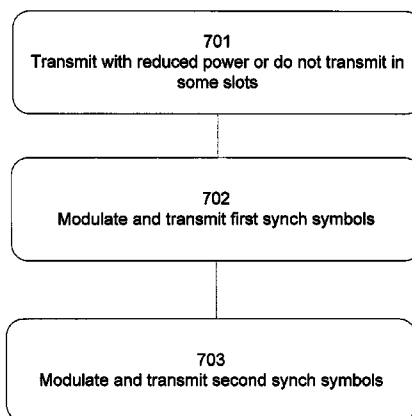 701
Transmit with reduced power or do not transmit in
some slots
702
Modulate and transmit first synch symbols
703
Modulate and transmit second synch symbols